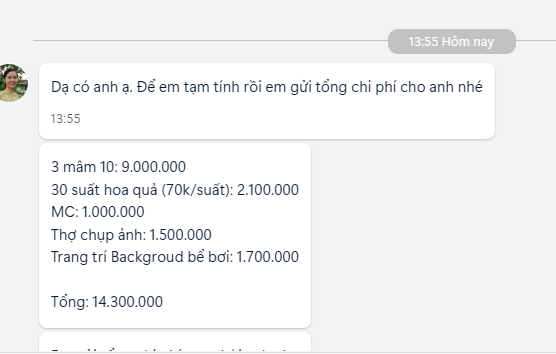 13:55 Hôm nay
Dạ có anh ạ. Để em tạm tính rồi em gửi tổng chi phí cho anh nhé
13:55
3 mâm 10: 9.000.000
30 suất hoa quả (70k/suất): 2.100.000
MC: 1.000.000
Thợ chụp ảnh: 1.500.000
Trang trí Backgroud bể bơi: 1.700.000
Tổng: 14.300.000